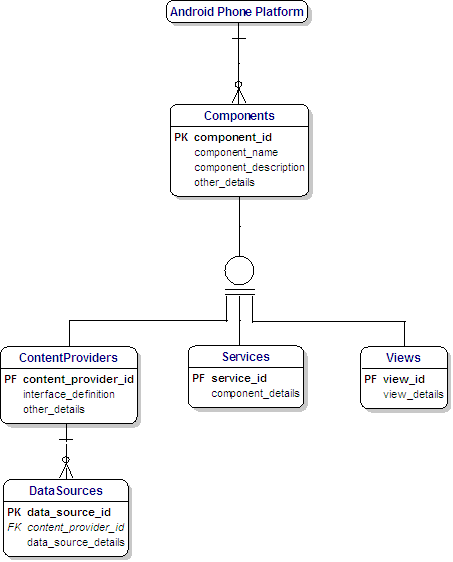 Android Phone Platform
Components
PK component_id
component_name
component_description
other_details
ContentProviders
PF content_provider_id
interface_definition
other_details
Services
PF service_id
component_details
Views
PF view_id
view_details
DataSources
PK data_source_id
FK content_provider_id
data_source_details